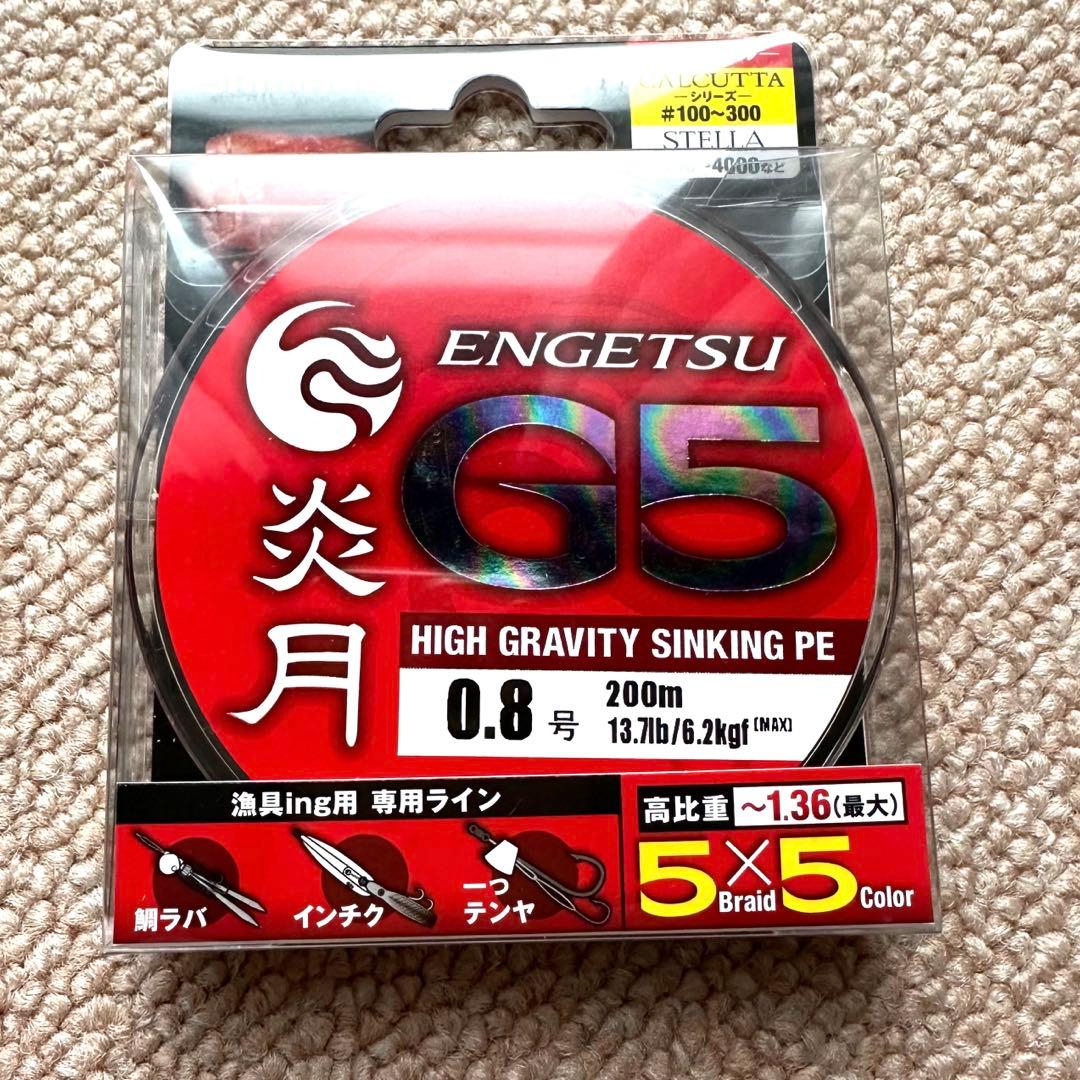 CALCUTTA
―シリーズ―
#100~300
STELLA
4000など
ENGETSU
G5
炎月
HIGH GRAVITY SINKING PE
0.8号
200m
13.7lb/6.2kgf [MAX]
漁具ing用 専用ライン
鯛ラバ
インチク
一つ
テンヤ
高比重 ～1.36(最大)
5 Braid × 5 Color